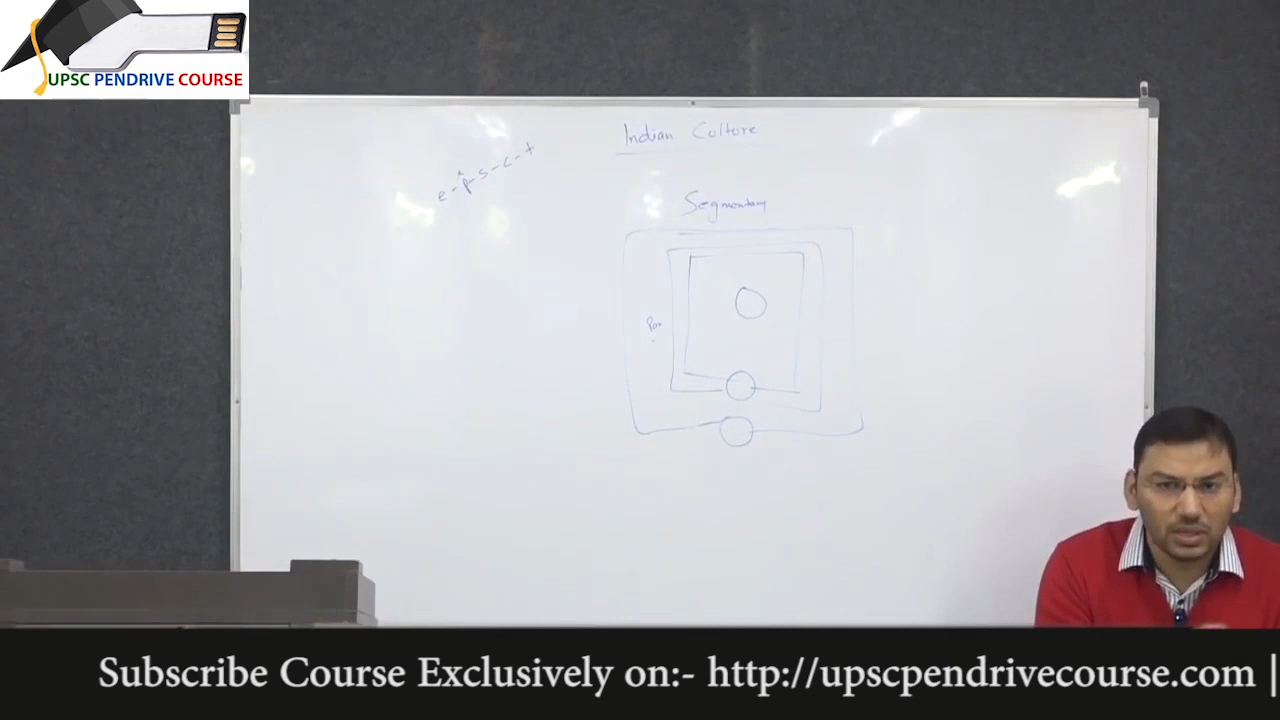 UPSC PENDRIVE COURSE
Indian Culture
e-p-s-c-t
Segmentary
Subscribe Course Exclusively on:- http://upscpendrivecourse.com |